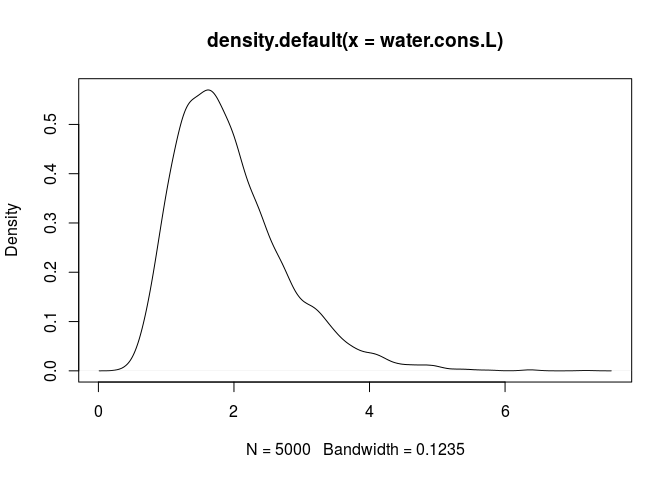 density.default(x = water.cons.L)
Density
0.5
0.4
0.3
0.2
0.1
0.0
0 2 4 6
N = 5000 Bandwidth = 0.1235